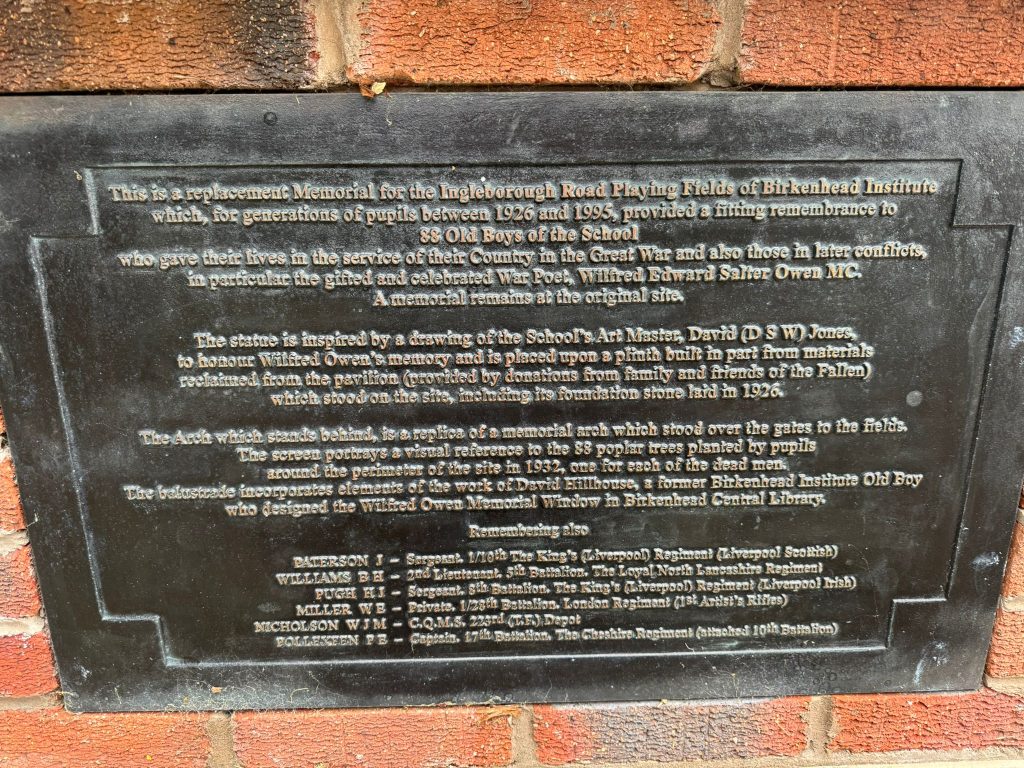 This is a replacement Memorial for the Ingleborough Road Playing Fields of Birkenhead Institute
which, for generations of pupils between 1926 and 1995, provided a fitting remembrance to
88 Old Boys of the School
who gave their lives in the service of their Country in the Great War and also those in later conflicts,
in particular the gifted and celebrated War Poet, Wilfred Edward Salter Owen MC.
A memorial remains at the original site.
The statue is inspired by a drawing of the School's Art Master, David (D S W) Jones,
to honour Wilfred Owen's memory and is placed upon a plinth built in part from materials
reclaimed from the pavilion (provided by donations from family and friends of the Fallen)
which stood on the site, including its foundation stone laid in 1926.
The Arch which stands behind, is a replica of a memorial arch which stood over the gates to the fields.
The screen portrays a visual reference to the 88 poplar trees planted by pupils
around the perimeter of the site in 1932, one for each of the dead men.
The balustrade incorporates elements of the work of David Hillhouse, a former Birkenhead Institute Old Boy
who designed the Wilfred Owen Memorial Window in Birkenhead Central Library.
Remembering also
PATERSON J – Sergeant. 1/10th The King's (Liverpool) Regiment (Liverpool Scottish)
WILLIAMS B H – 2nd Lieutenant. 5th Battalion. The Loyal North Lancashire Regiment
PUGH H J – Sergeant. 8th Battalion. The King's (Liverpool) Regiment (Liverpool Irish)
MILLER W E – Private. 1/28th Battalion. London Regiment (1st Artist's Rifles)
NICHOLSON W J M – C.Q.M.S. 223rd (T.F.) Depot
POLLEXFEN P E – Captain. 17th Battalion. The Cheshire Regiment (attached 10th Battalion)